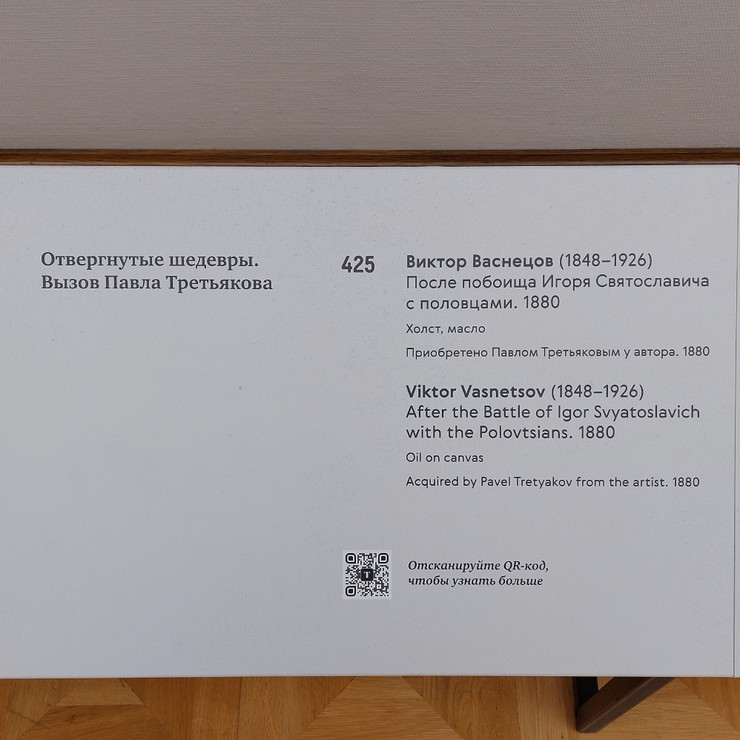 Отвергнутые шедевры.
Вызов Павла Третьякова
425
Виктор Васнецов (1848–1926)
После побоища Игоря Святославича
с половцами. 1880
Холст, масло
Приобретено Павлом Третьяковым у автора. 1880
Viktor Vasnetsov (1848–1926)
After the Battle of Igor Svyatoslavich
with the Polovtsians. 1880
Oil on canvas
Acquired by Pavel Tretyakov from the artist. 1880
T
Отсканируйте QR-код,
чтобы узнать больше